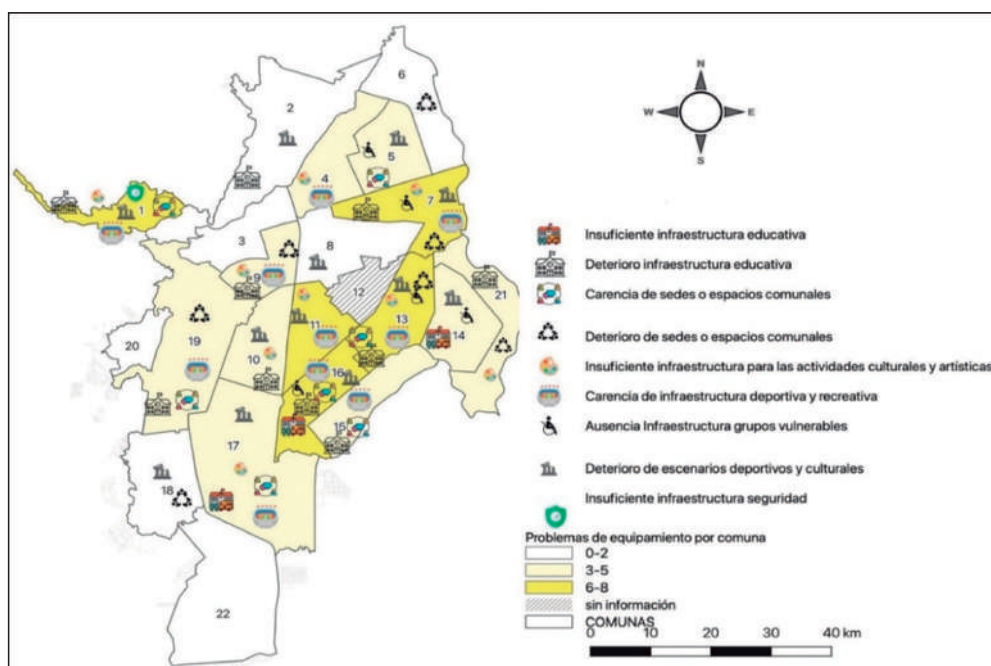 N
W E
S
6
2
5
4
7
1
3
8
9
12
21
11
13
14
20
19
10
16
15
17
18
22
Insuficiente infraestructura educativa
Deterioro infraestructura educativa
Carencia de sedes o espacios comunales
Deterioro de sedes o espacios comunales
Insuficiente infraestructura para las actividades culturales y artísticas
Carencia de infraestructura deportiva y recreativa
Ausencia Infraestructura grupos vulnerables
Deterioro de escenarios deportivos y culturales
Insuficiente infraestructura seguridad
Problemas de equipamiento por comuna
0-2
3-5
6-8
sin información
COMUNAS
0 10 20 30 40 km